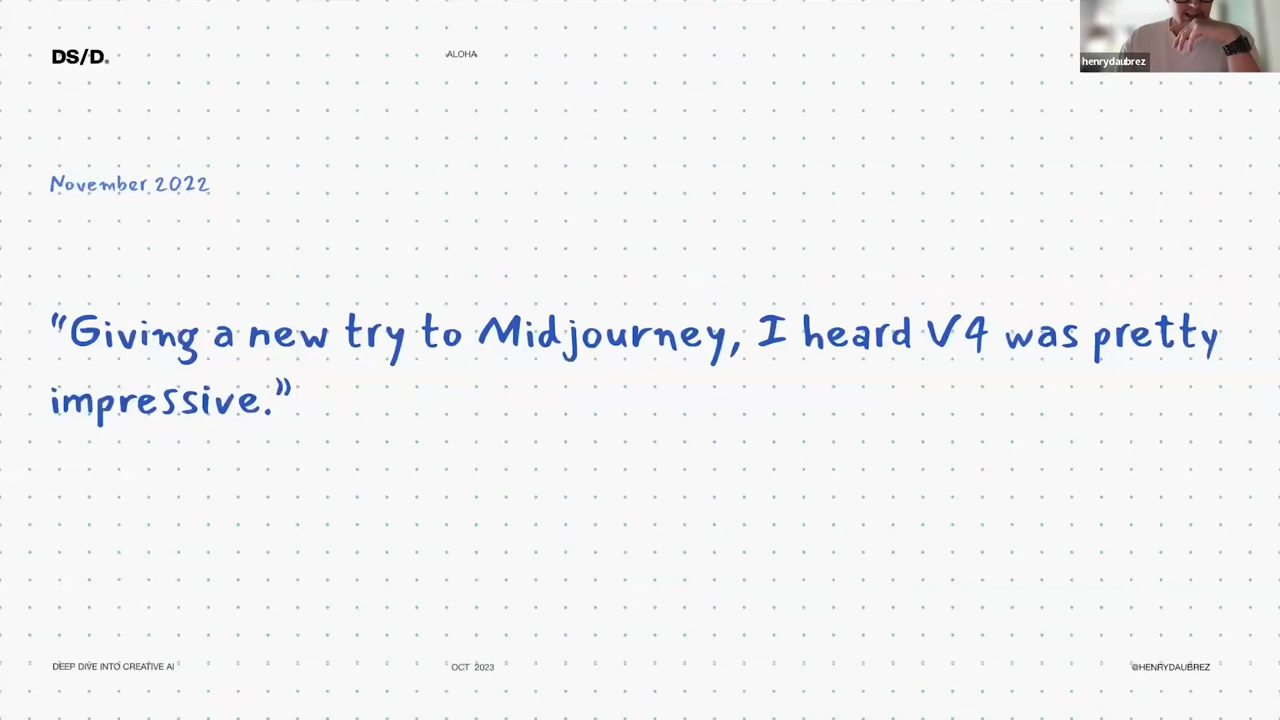 DS/D.
ALOHA
henrydaubrez
November 2022
“Giving a new try to Midjourney, I heard V4 was pretty
impressive.”
DEEP DIVE INTO CREATIVE AI
OCT 2023
@HENRYDAUBREZ